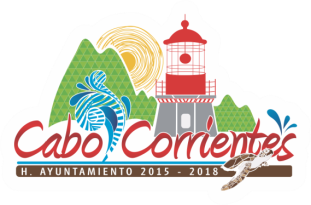 Cabo Corrientes
H. AYUNTAMIENTO 2015 - 2018